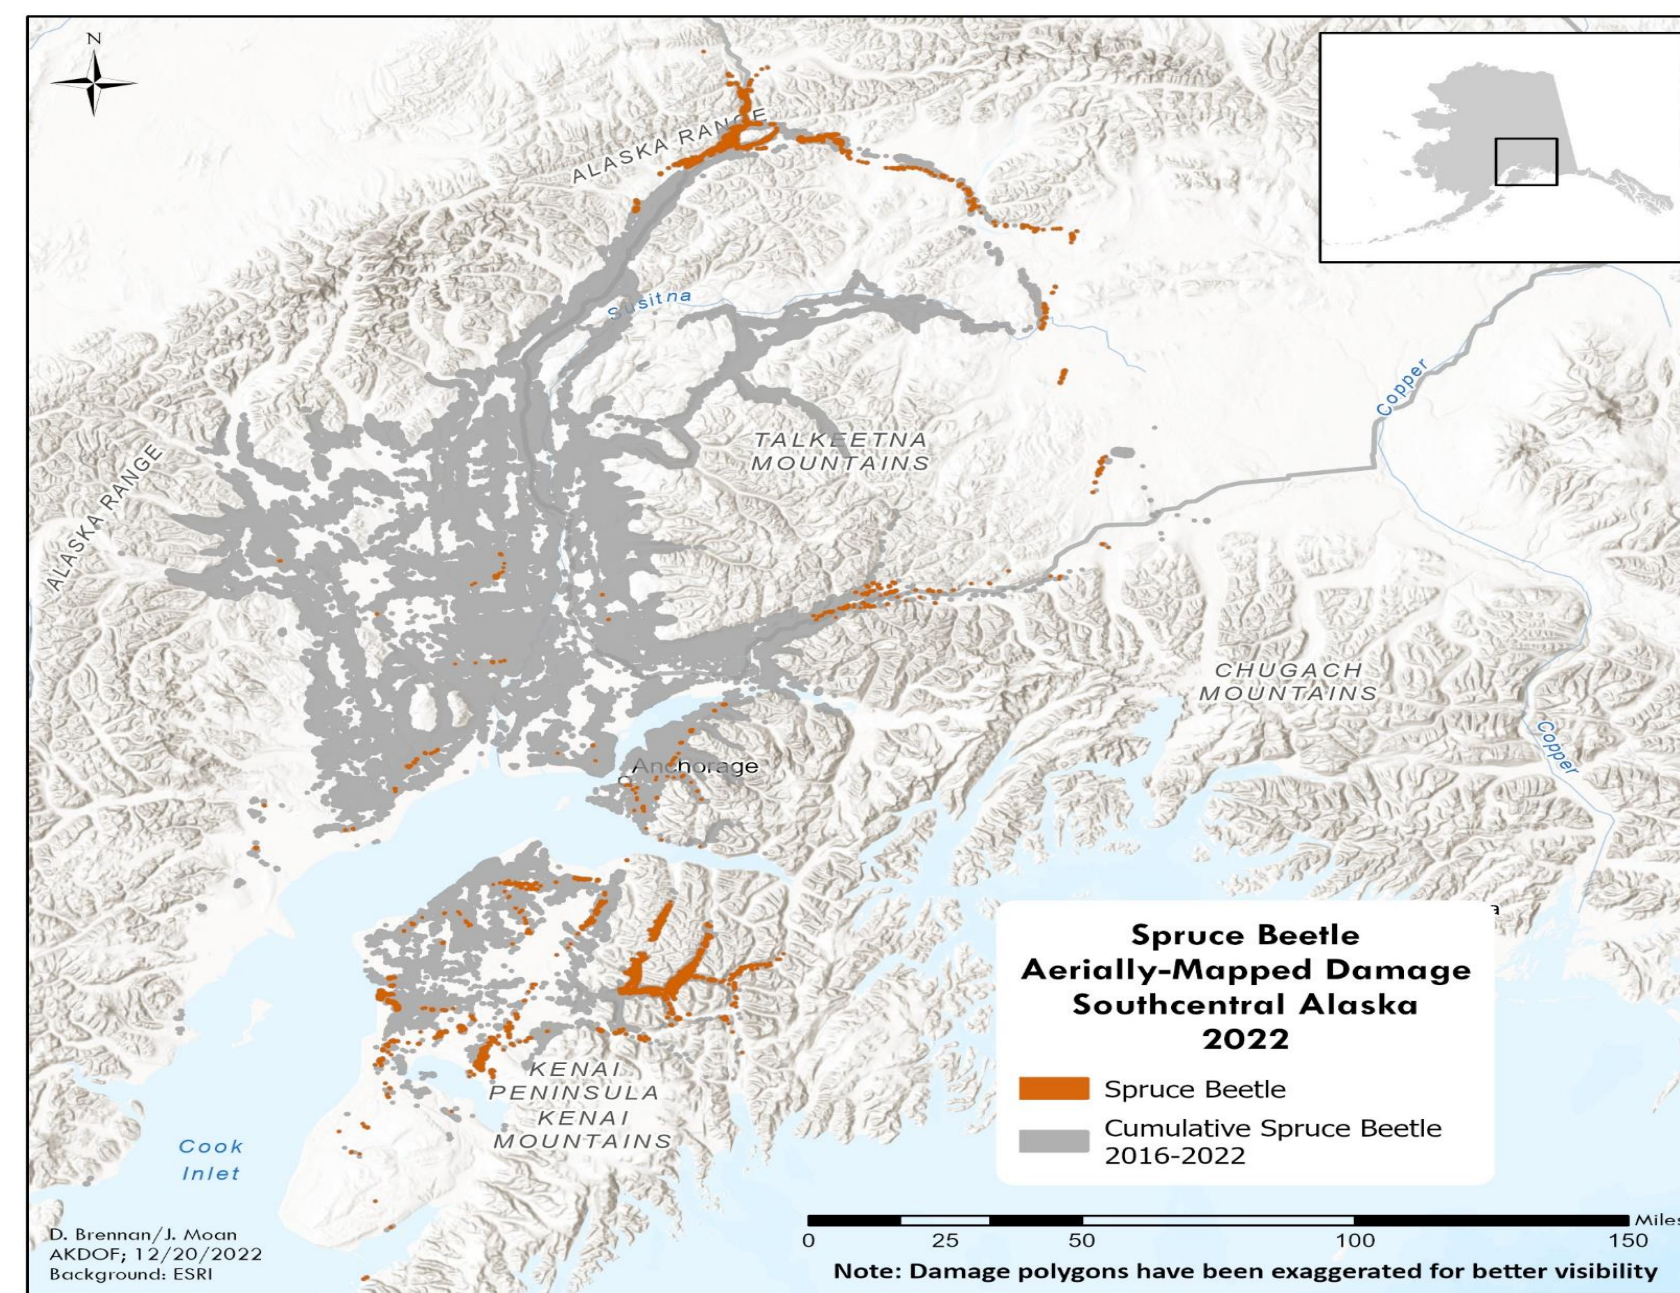 N
ALASKA RANGE
Susitna
Copper
TALKEETNA
MOUNTAINS
ALASKA RANGE
CHUGACH
MOUNTAINS
Copper
Anchorage
a
Spruce Beetle
Aerially-Mapped Damage
Southcentral Alaska
2022
Spruce Beetle
Cumulative Spruce Beetle
2016-2022
KENAI
PENINSULA
KENAI
MOUNTAINS
Cook
Inlet
D. Brennan/J. Moan
AKDOF; 12/20/2022
Background: ESRI
Miles
0 25 50 100 150
Note: Damage polygons have been exaggerated for better visibility